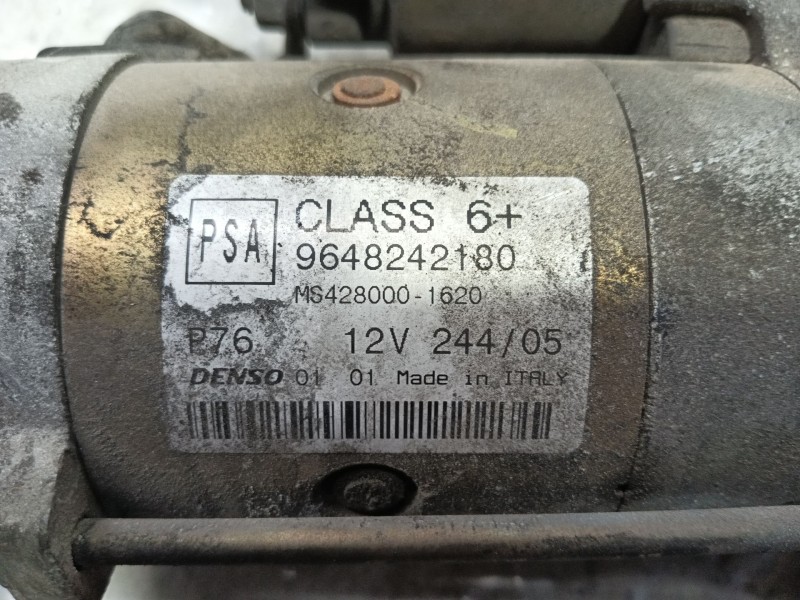 PSA CLASS 6+
9648242180
MS428000-1620
P76 12V 244/05
DENSO 01 01 Made in ITALY